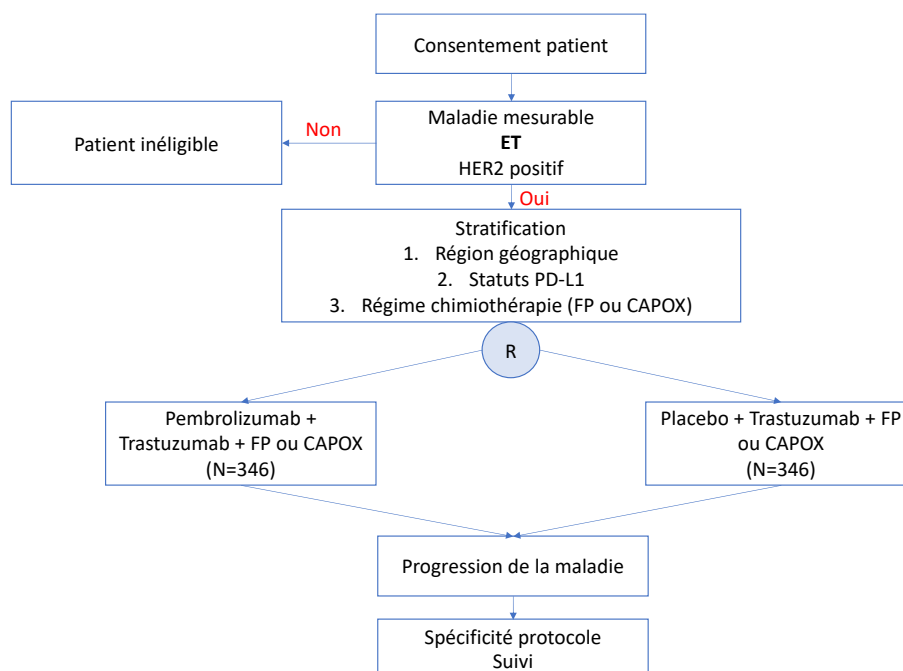 Consentement patient
Maladie mesurable
ET
HER2 positif
Non
Patient inéligible
Oui
Stratification
1. Région géographique
2. Statuts PD-L1
3. Régime chimiothérapie (FP ou CAPOX)
R
Pembrolizumab +
Trastuzumab + FP ou CAPOX
(N=346)
Placebo + Trastuzumab + FP
ou CAPOX
(N=346)
Progression de la maladie
Spécificité protocole
Suivi